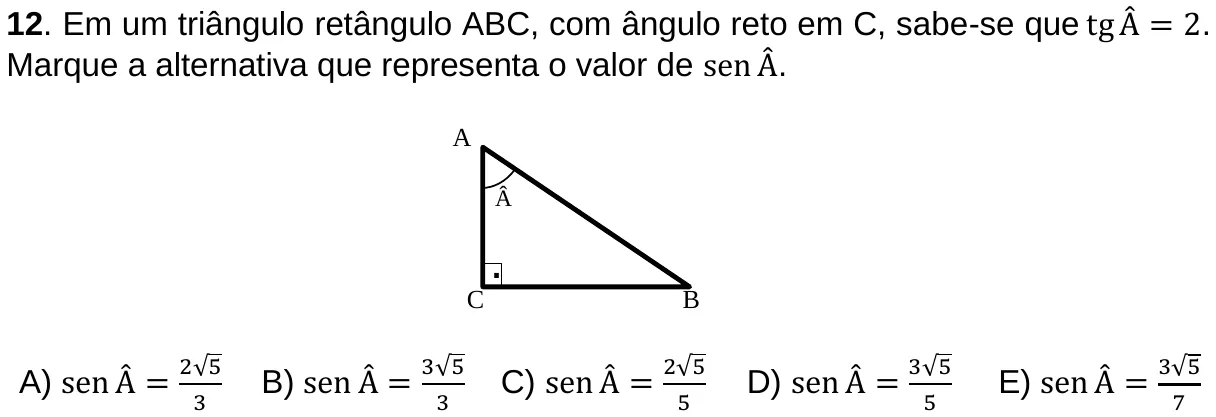 12. Em um triângulo retângulo ABC, com ângulo reto em C, sabe-se que tg Â = 2.
Marque a alternativa que representa o valor de sen Â.
A
Â
C
B
A) sen Â = 2√5/3 B) sen Â = 3√5/3 C) sen Â = 2√5/5 D) sen Â = 3√5/5 E) sen Â = 3√5/7